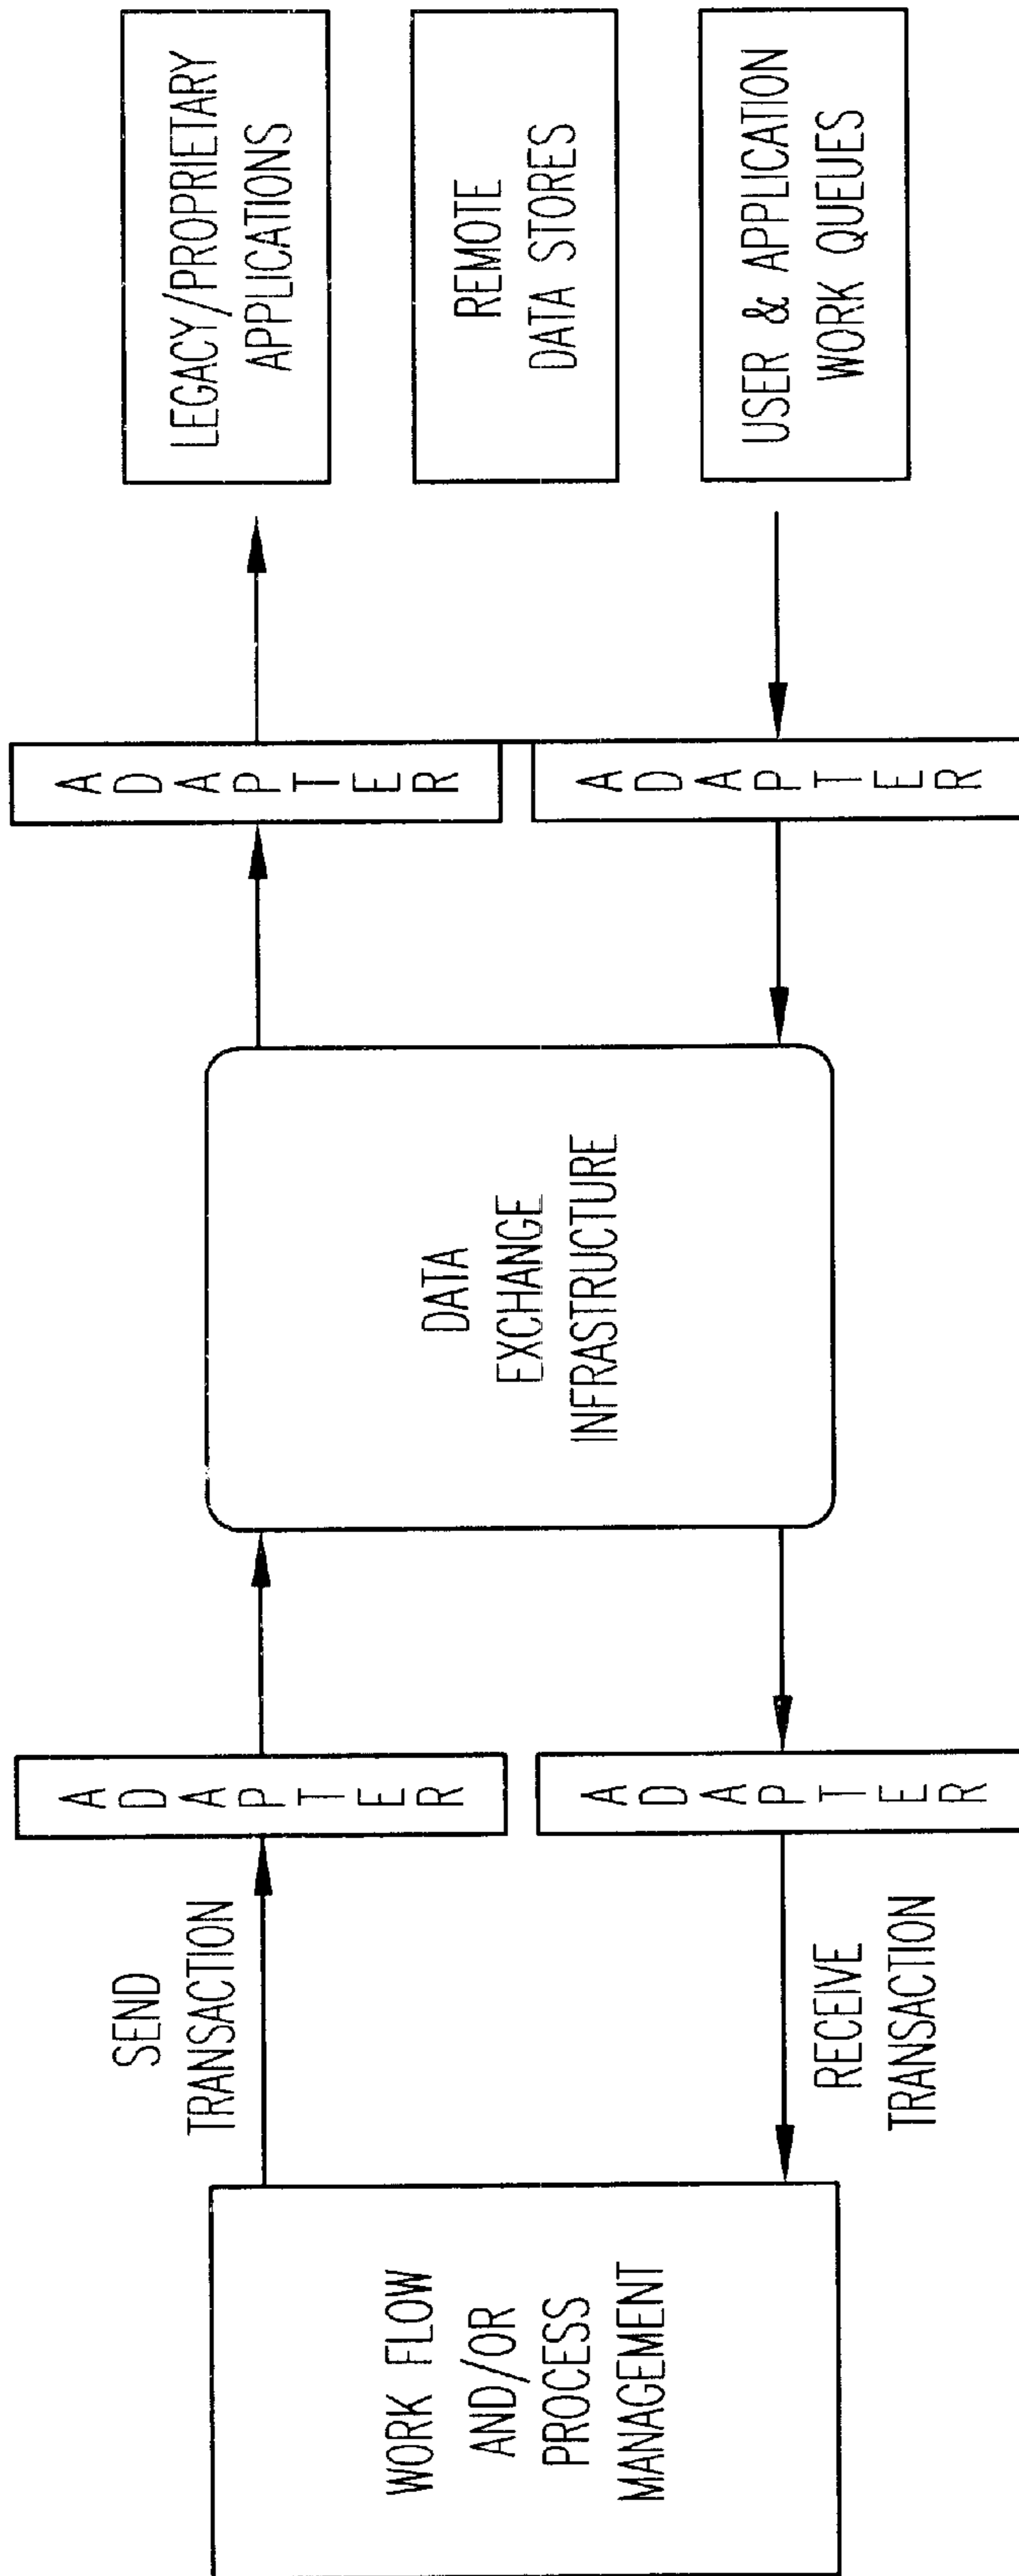 WORK FLOW
AND/OR
PROCESS
MANAGEMENT
SEND
TRANSACTION
RECEIVE
TRANSACTION
ADAPTER
ADAPTER
DATA
EXCHANGE
INFRASTRUCTURE
ADAPTER
ADAPTER
LEGACY/PROPRIETARY
APPLICATIONS
REMOTE
DATA STORES
USER & APPLICATION
WORK QUEUES